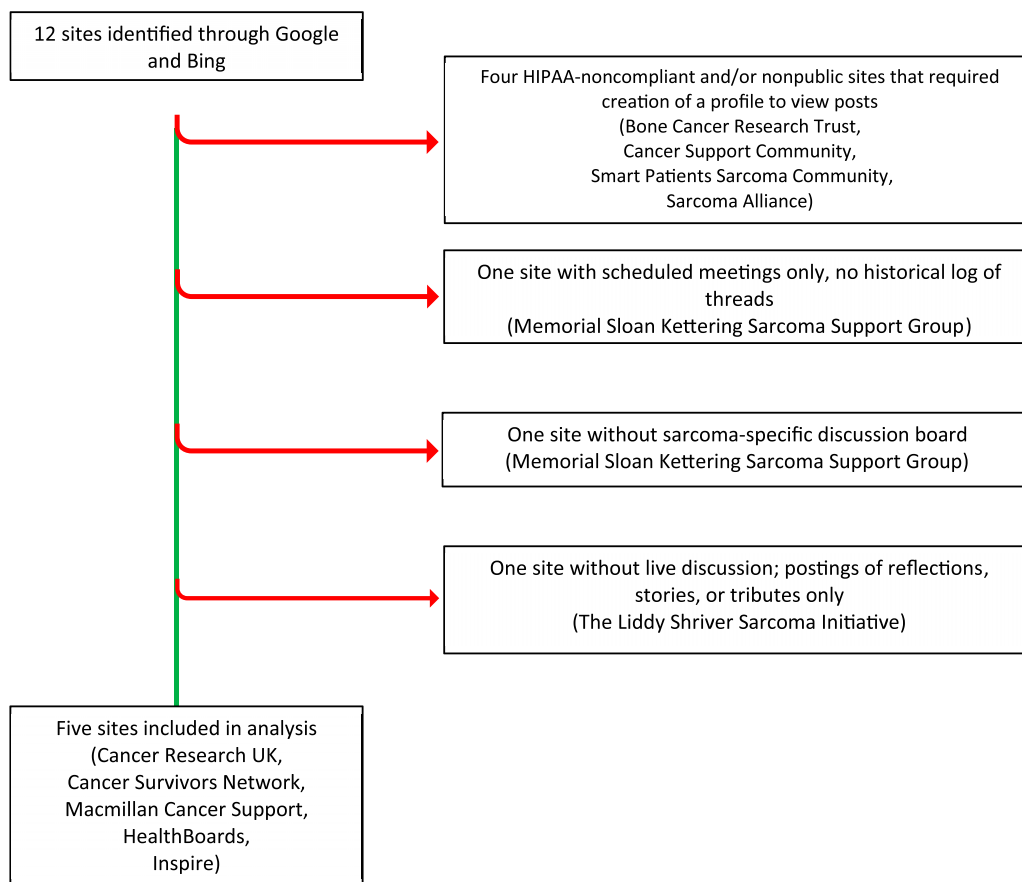 12 sites identified through Google
and Bing
Four HIPAA-noncompliant and/or nonpublic sites that required
creation of a profile to view posts
(Bone Cancer Research Trust,
Cancer Support Community,
Smart Patients Sarcoma Community,
Sarcoma Alliance)
One site with scheduled meetings only, no historical log of
threads
(Memorial Sloan Kettering Sarcoma Support Group)
One site without sarcoma-specific discussion board
(Memorial Sloan Kettering Sarcoma Support Group)
One site without live discussion; postings of reflections,
stories, or tributes only
(The Liddy Shriver Sarcoma Initiative)
Five sites included in analysis
(Cancer Research UK,
Cancer Survivors Network,
Macmillan Cancer Support,
HealthBoards,
Inspire)